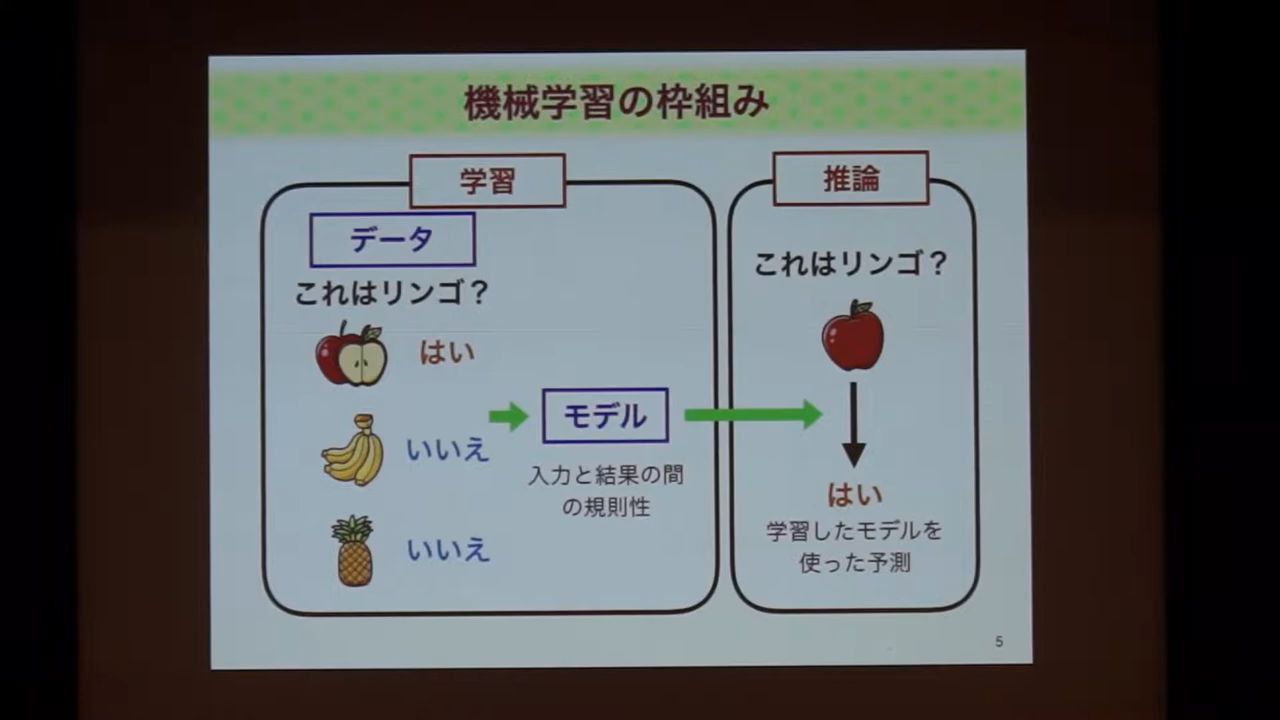 機械学習の枠組み
学習
データ
これはリンゴ？
はい
いいえ
いいえ
モデル
入力と結果の間
の規則性
推論
これはリンゴ？
はい
学習したモデルを
使った予測
5